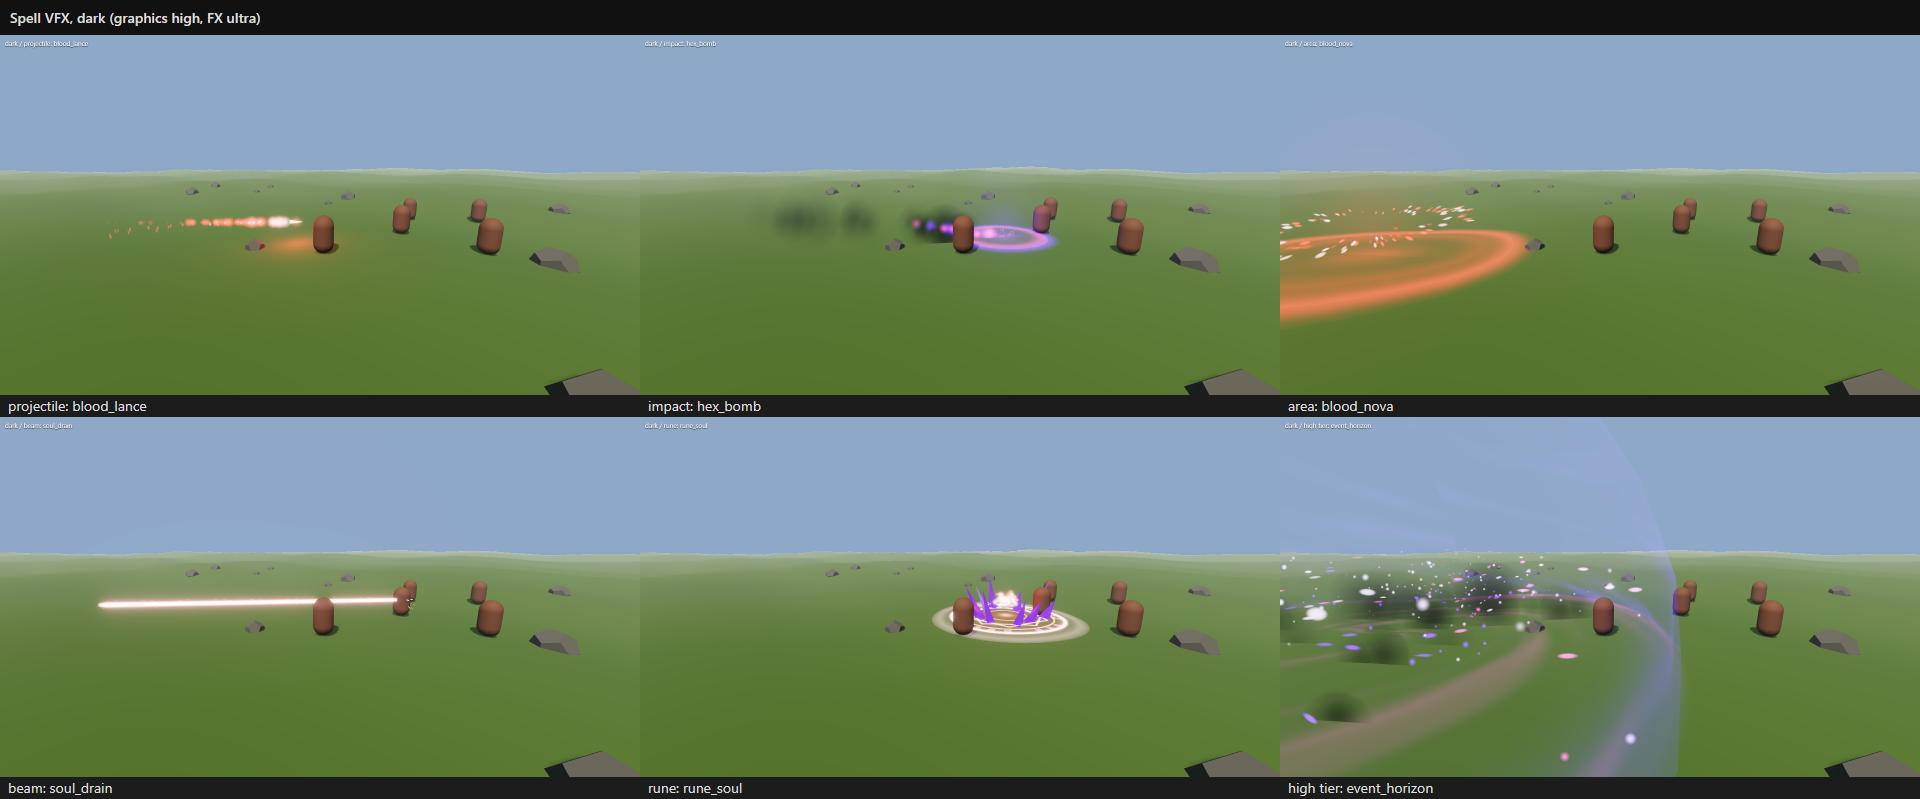 Spell VFX, dark (graphics high, FX ultra)
dark / projectile: blood_lance
dark / impact: hex_bomb
dark / area: blood_nova
projectile: blood_lance
impact: hex_bomb
area: blood_nova
dark / beam: soul_drain
dark / rune: rune_soul
dark / high tier: event_horizon
beam: soul_drain
rune: rune_soul
high tier: event_horizon